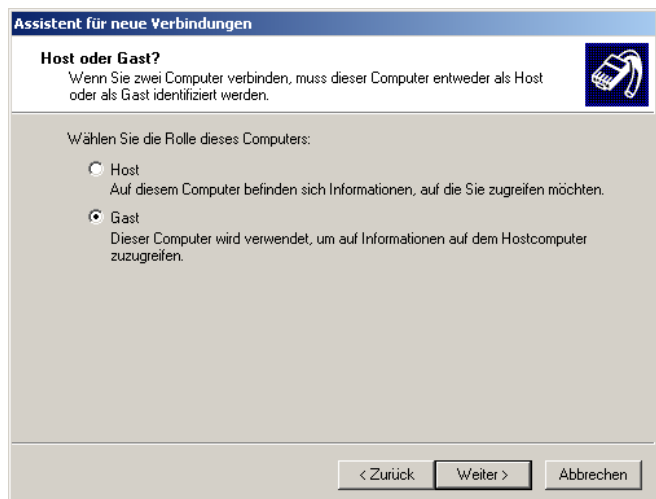 Assistent für neue Verbindungen
Host oder Gast?
Wenn Sie zwei Computer verbinden, muss dieser Computer entweder als Host
oder als Gast identifiziert werden.
Wählen Sie die Rolle dieses Computers:
Host
Auf diesem Computer befinden sich Informationen, auf die Sie zugreifen möchten.
Gast
Dieser Computer wird verwendet, um auf Informationen auf dem Hostcomputer
zuzugreifen.
< Zurück Weiter > Abbrechen